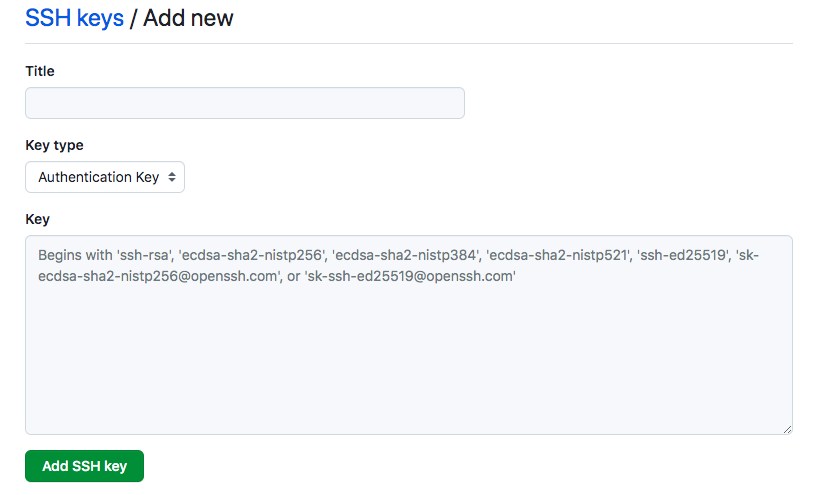 SSH keys / Add new
Title
Key type
Authentication Key
Key
Begins with 'ssh-rsa', 'ecdsa-sha2-nistp256', 'ecdsa-sha2-nistp384', 'ecdsa-sha2-nistp521', 'ssh-ed25519', 'sk-
ecdsa-sha2-nistp256@openssh.com', or 'sk-ssh-ed25519@openssh.com'
Add SSH key